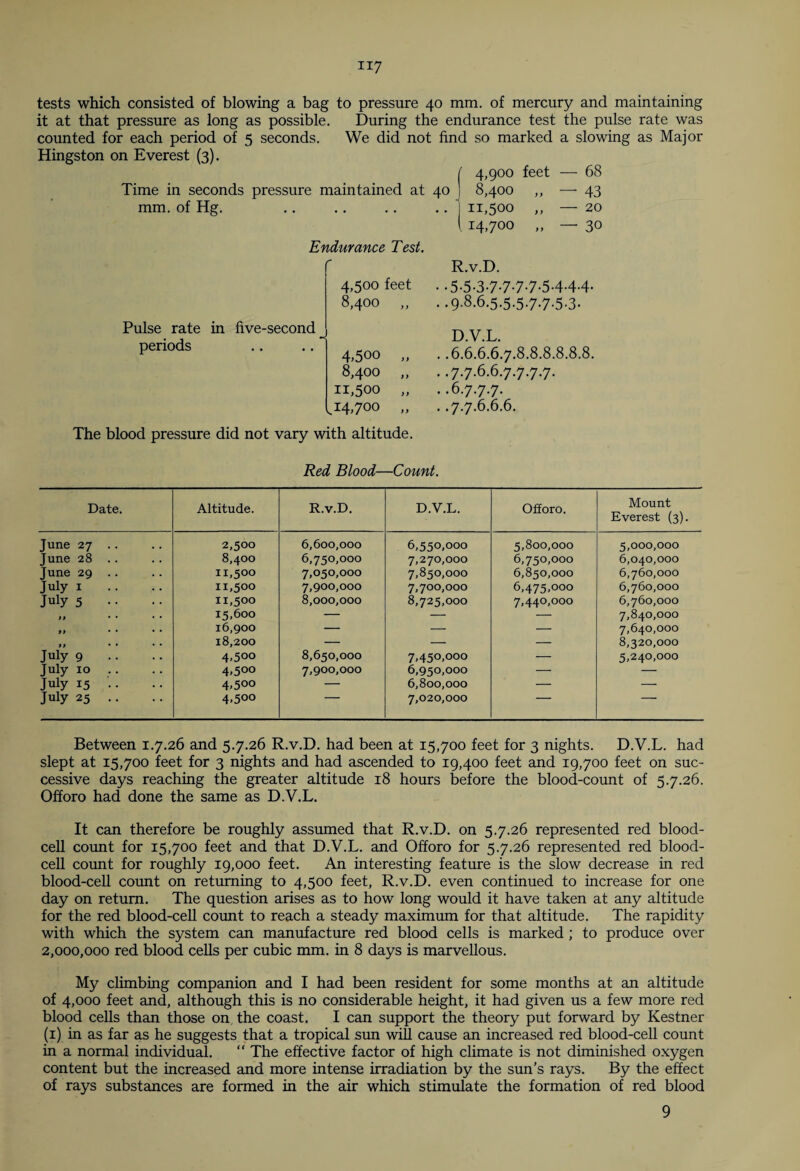 117
tests which consisted of blowing a bag to pressure 40 mm. of mercury and maintaining
it at that pressure as long as possible. During the endurance test the pulse rate was
counted for each period of 5 seconds. We did not find so marked a slowing as Major
Hingston on Everest (3).
4,900 feet — 68
Time in seconds pressure maintained at 40 8,400 ,, — 43
mm. of Hg. .. .. .. .. 11,500 ,, — 20
14,700 ,, — 30
Endurance Test.
R.v.D.
4,500 feet ..5.5.3.7.7.7.7.5.4.4.4.
8,400 ,, ..9.8.6.5.5.5.7.7.5.3.
Pulse rate in five-second
D.V.L.
periods .. ..
4,500 ,, ..6.6.6.6.7.8.8.8.8.8.8.
8,400 ,, ..7.7.6.6.7.7.7.7.
11,500 ,, ..6.7.7.7.
14,700 ,, ..7.7.6.6.6.
The blood pressure did not vary with altitude.
Red Blood—Count.
Date. Altitude. R.v.D. D.V.L. Offoro. Mount Everest (3).
June 27 .. .. 2,500 6,600,000 6,550,000 5,800,000 5,000,000
June 28 .. .. 8,400 6,750,000 7,270,000 6,750,000 6,040,000
June 29 .. .. 11,500 7,050,000 7,850,000 6,850,000 6,760,000
July 1 .. .. 11,500 7,900,000 7,700,000 6,475,000 6,760,000
July 5 .. .. 11,500 8,000,000 8,725,000 7,440,000 6,760,000
,, .. .. 15,600 — — — 7,840,000
,, .. .. 16,900 — — — 7,640,000
,, .. .. 18,200 — — — 8,320,000
July 9 .. .. 4,500 8,650,000 7,450,000 — 5,240,000
July 10 .. .. 4,500 7,900,000 6,950,000 — —
July 15 .. .. 4,500 — 6,800,000 — —
July 25 .. .. 4,500 — 7,020,000 — —
Between 1.7.26 and 5.7.26 R.v.D. had been at 15,700 feet for 3 nights. D.V.L. had
slept at 15,700 feet for 3 nights and had ascended to 19,400 feet and 19,700 feet on suc-
cessive days reaching the greater altitude 18 hours before the blood-count of 5.7.26.
Offoro had done the same as D.V.L.
It can therefore be roughly assumed that R.v.D. on 5.7.26 represented red blood-
cell count for 15,700 feet and that D.V.L. and Offoro for 5.7.26 represented red blood-
cell count for roughly 19,000 feet. An interesting feature is the slow decrease in red
blood-cell count on returning to 4,500 feet, R.v.D. even continued to increase for one
day on return. The question arises as to how long would it have taken at any altitude
for the red blood-cell count to reach a steady maximum for that altitude. The rapidity
with which the system can manufacture red blood cells is marked ; to produce over
2,000,000 red blood cells per cubic mm. in 8 days is marvellous.
My climbing companion and I had been resident for some months at an altitude
of 4,000 feet and, although this is no considerable height, it had given us a few more red
blood cells than those on the coast. I can support the theory put forward by Kestner
(1) in as far as he suggests that a tropical sun will cause an increased red blood-cell count
in a normal individual. “ The effective factor of high climate is not diminished oxygen
content but the increased and more intense irradiation by the sun's rays. By the effect
of rays substances are formed in the air which stimulate the formation of red blood
9